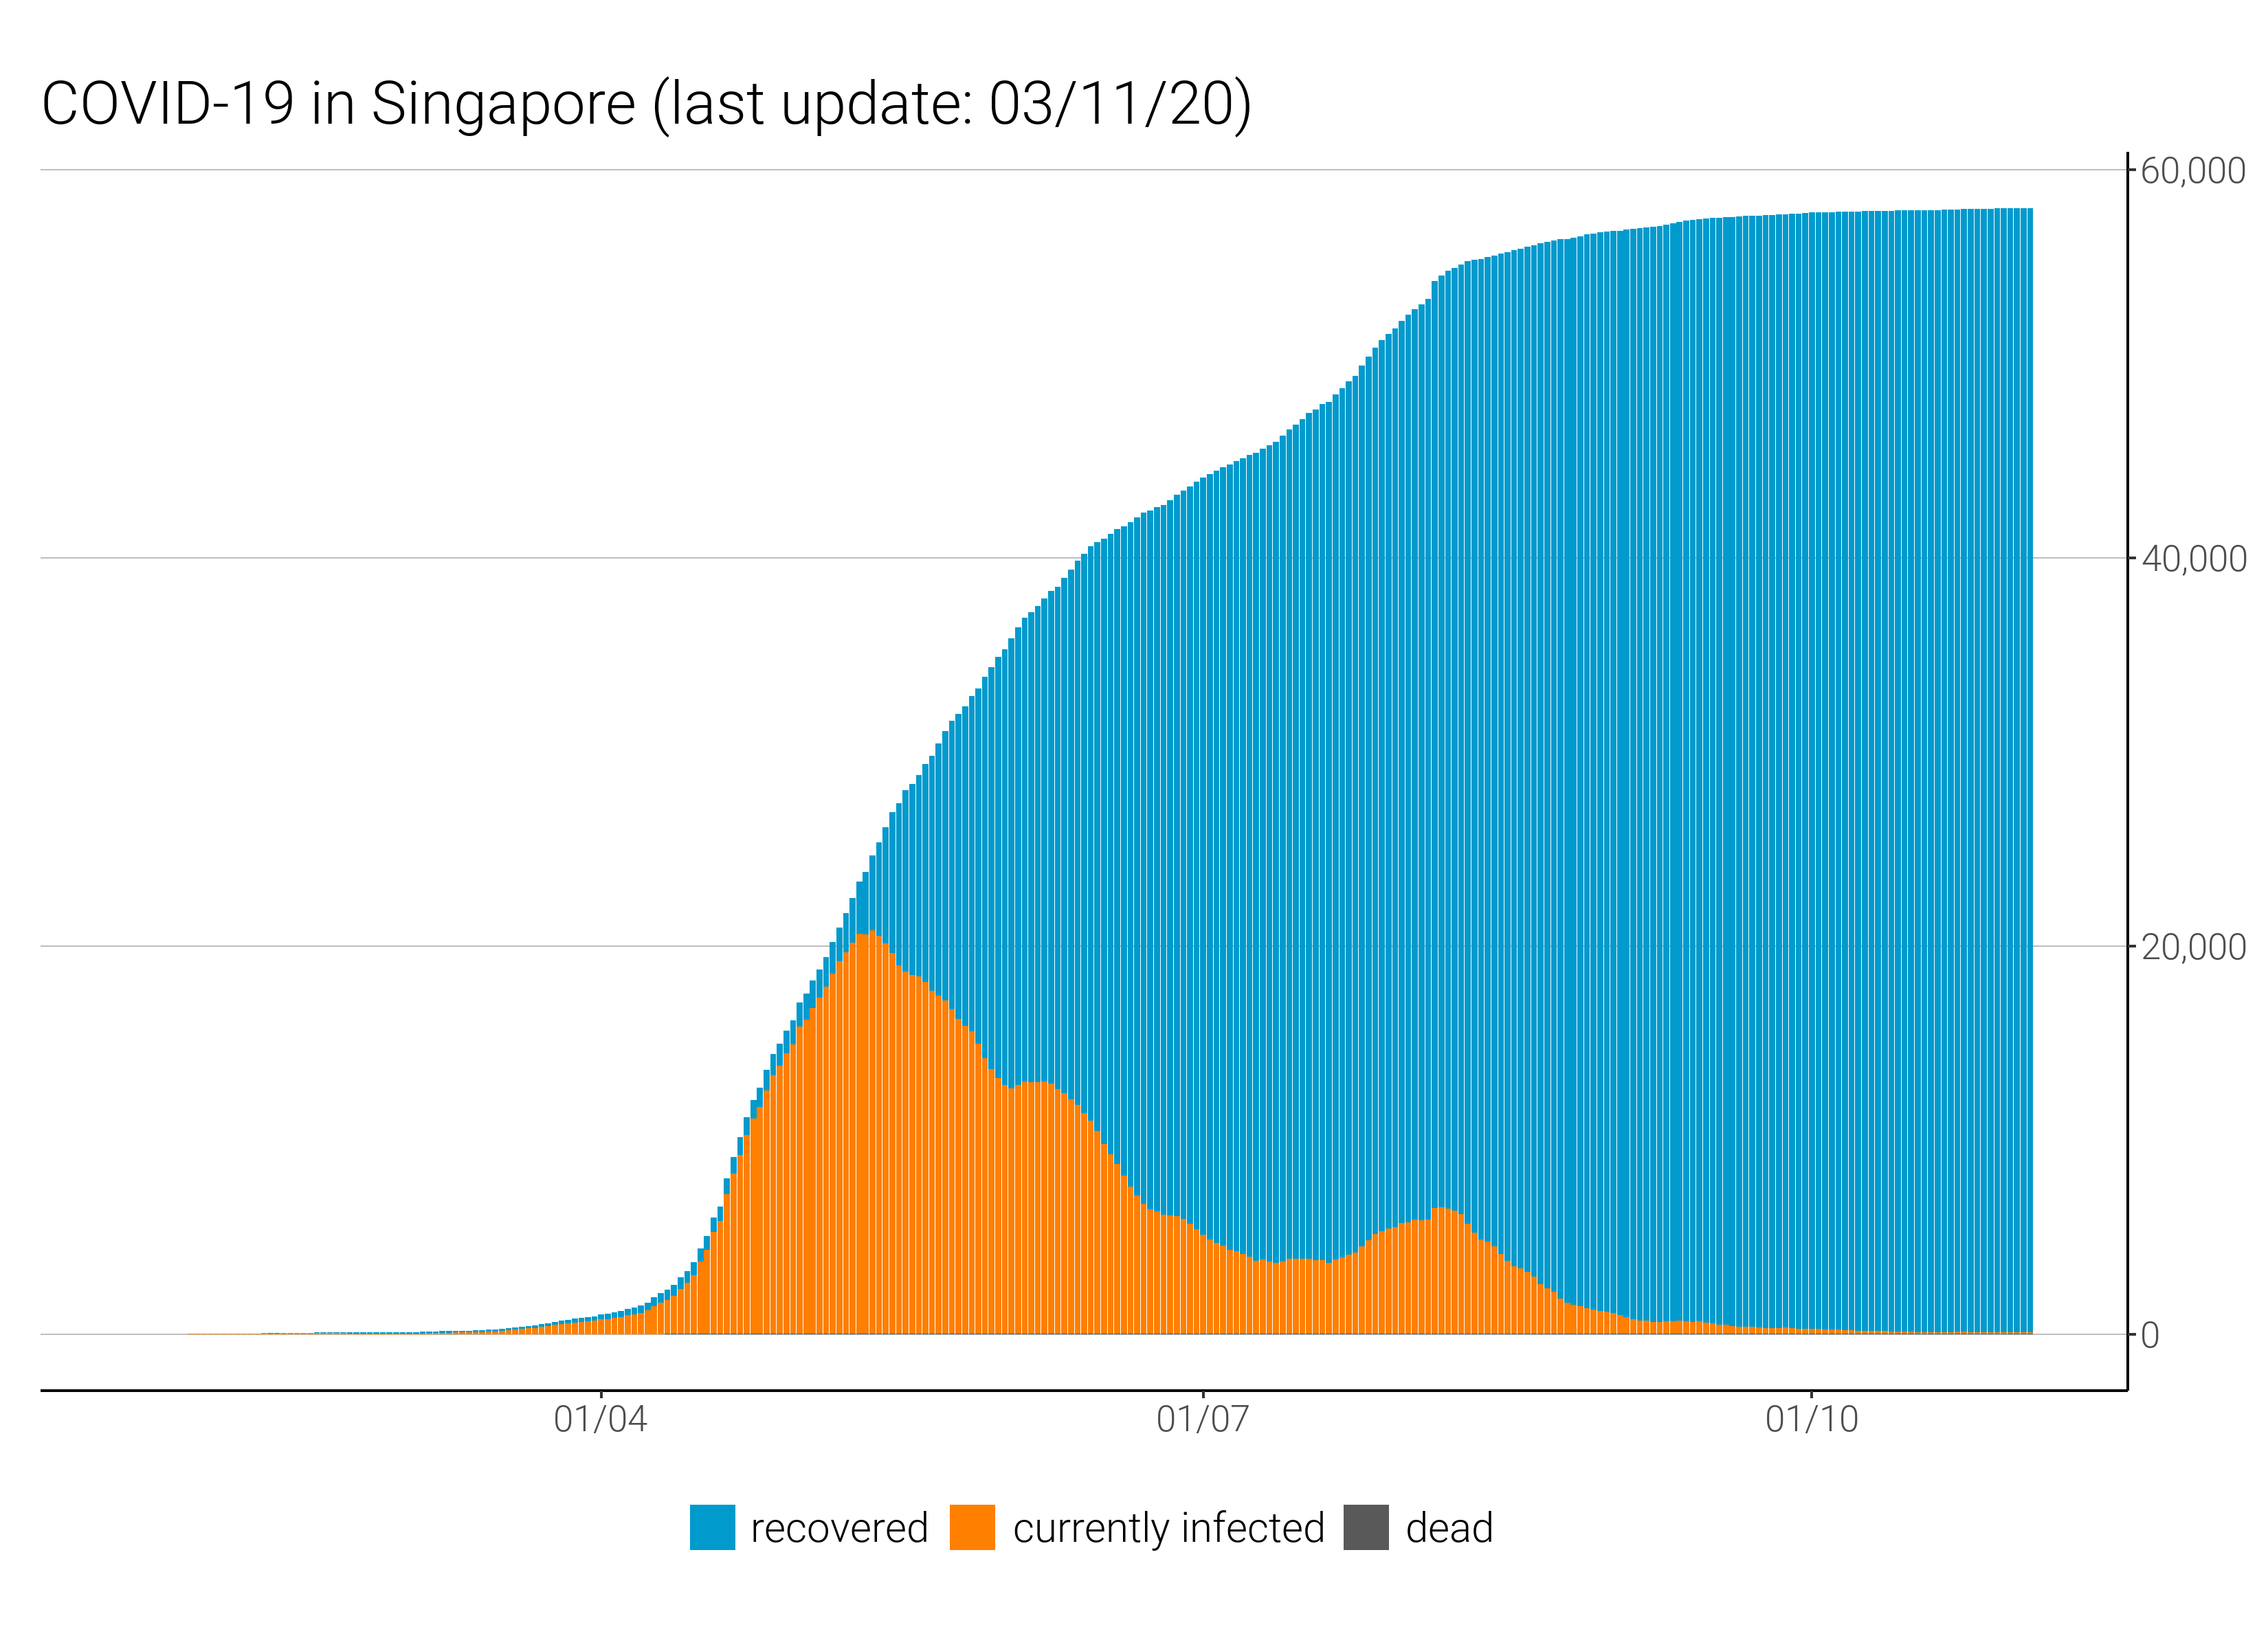 COVID-19 in Singapore (last update: 03/11/20)
60,000
40,000
20,000
0
01/04 01/07 01/10
recovered currently infected dead